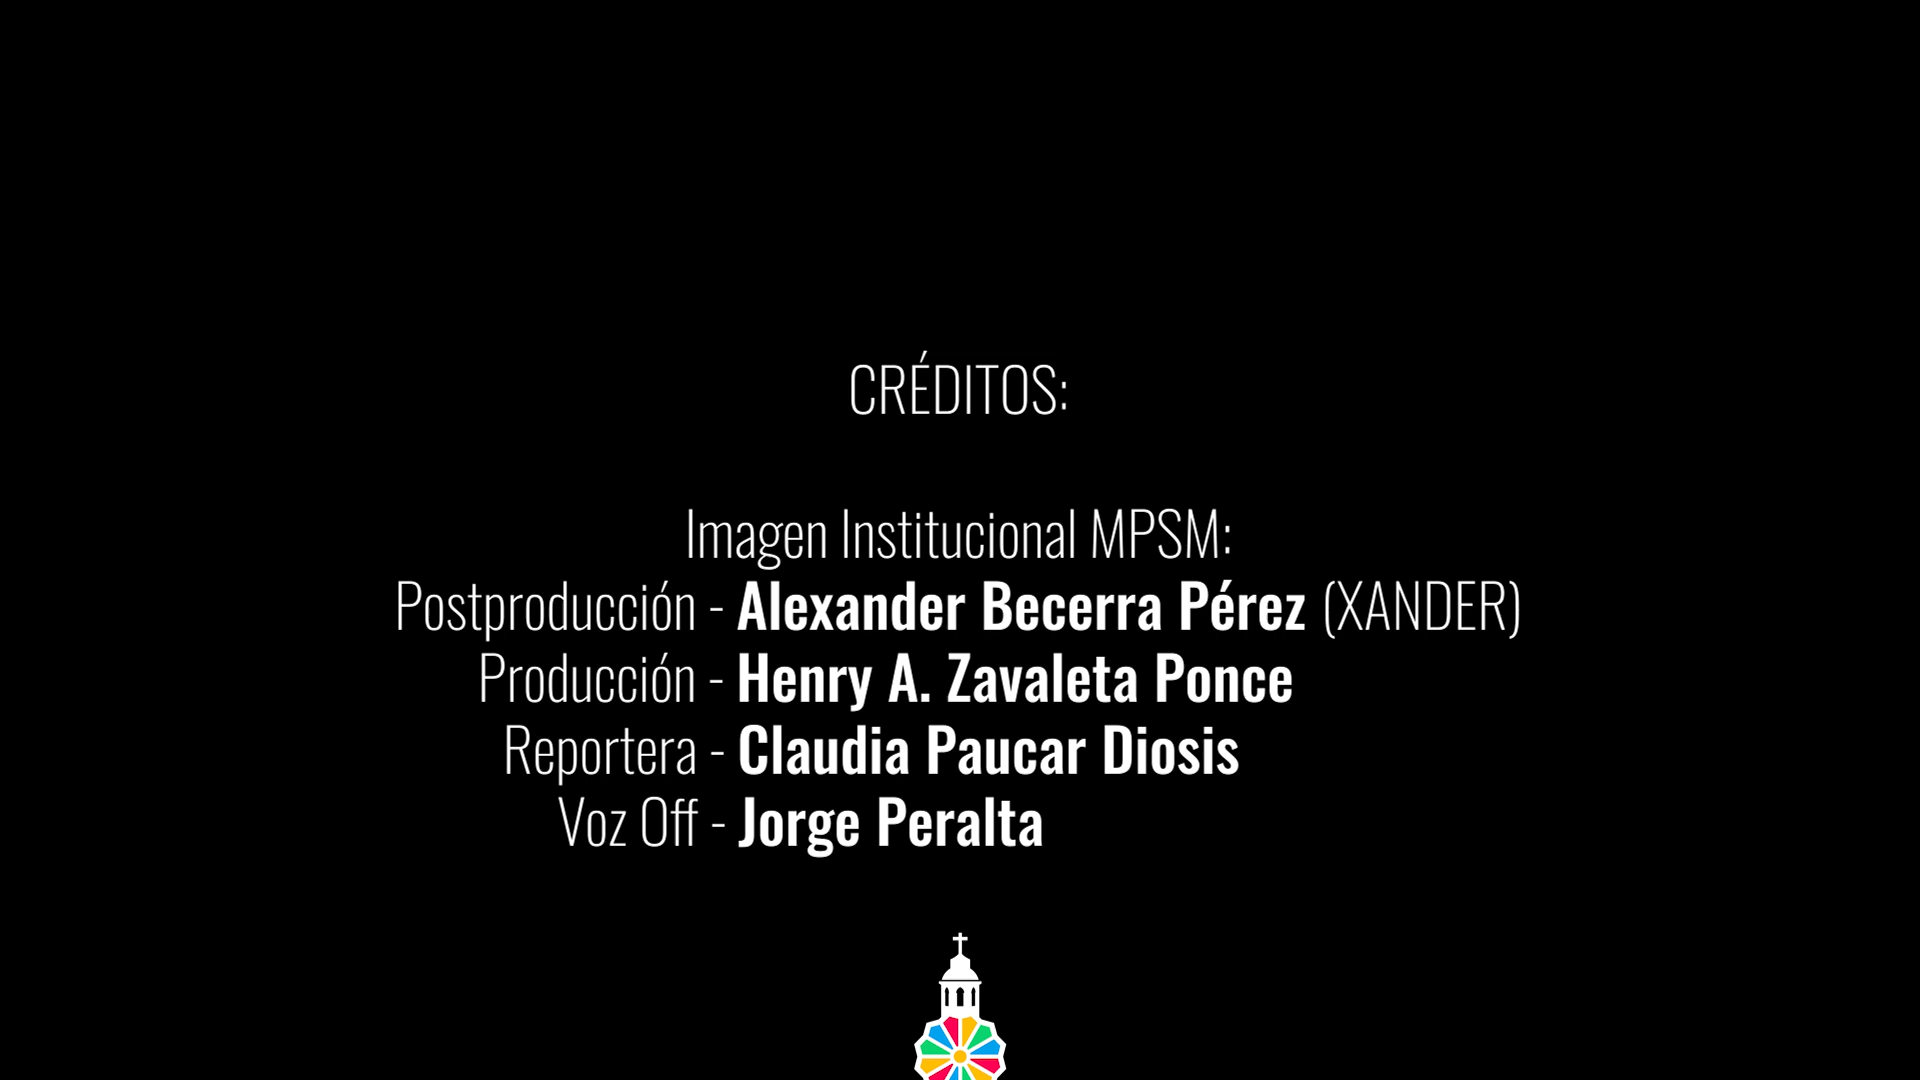 CRÉDITOS:
Imagen Institucional MPSM:
Postproducción - Alexander Becerra Pérez (XANDER)
Producción - Henry A. Zavaleta Ponce
Reportera - Claudia Paucar Diosis
Voz Off - Jorge Peralta